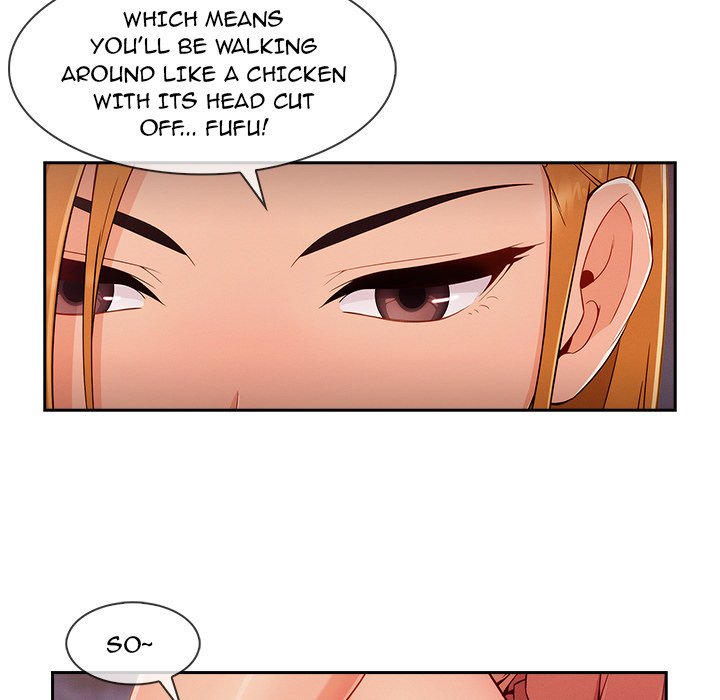 WHICH MEANS
YOU'LL BE WALKING
AROUND LIKE A CHICKEN
WITH ITS HEAD CUT
OFF... FUFU!
SO~